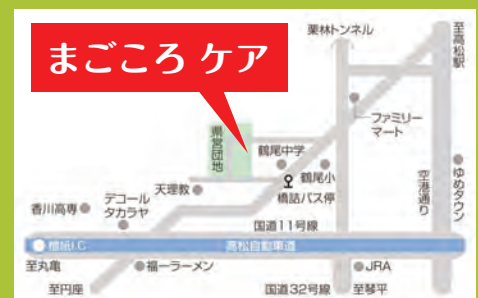 まごころ ケア
栗林トンネル
至高松駅
ファミリー
マート
県営団地
鶴尾中学
鶴尾小
橋詰バス停
天理教
香川高専
デコール
タカラヤ
空港通り
ゆめタウン
国道11号線
檀紙I.C
高松自動車道
至丸亀
福一ラーメン
JRA
至円座
国道32号線
至琴平